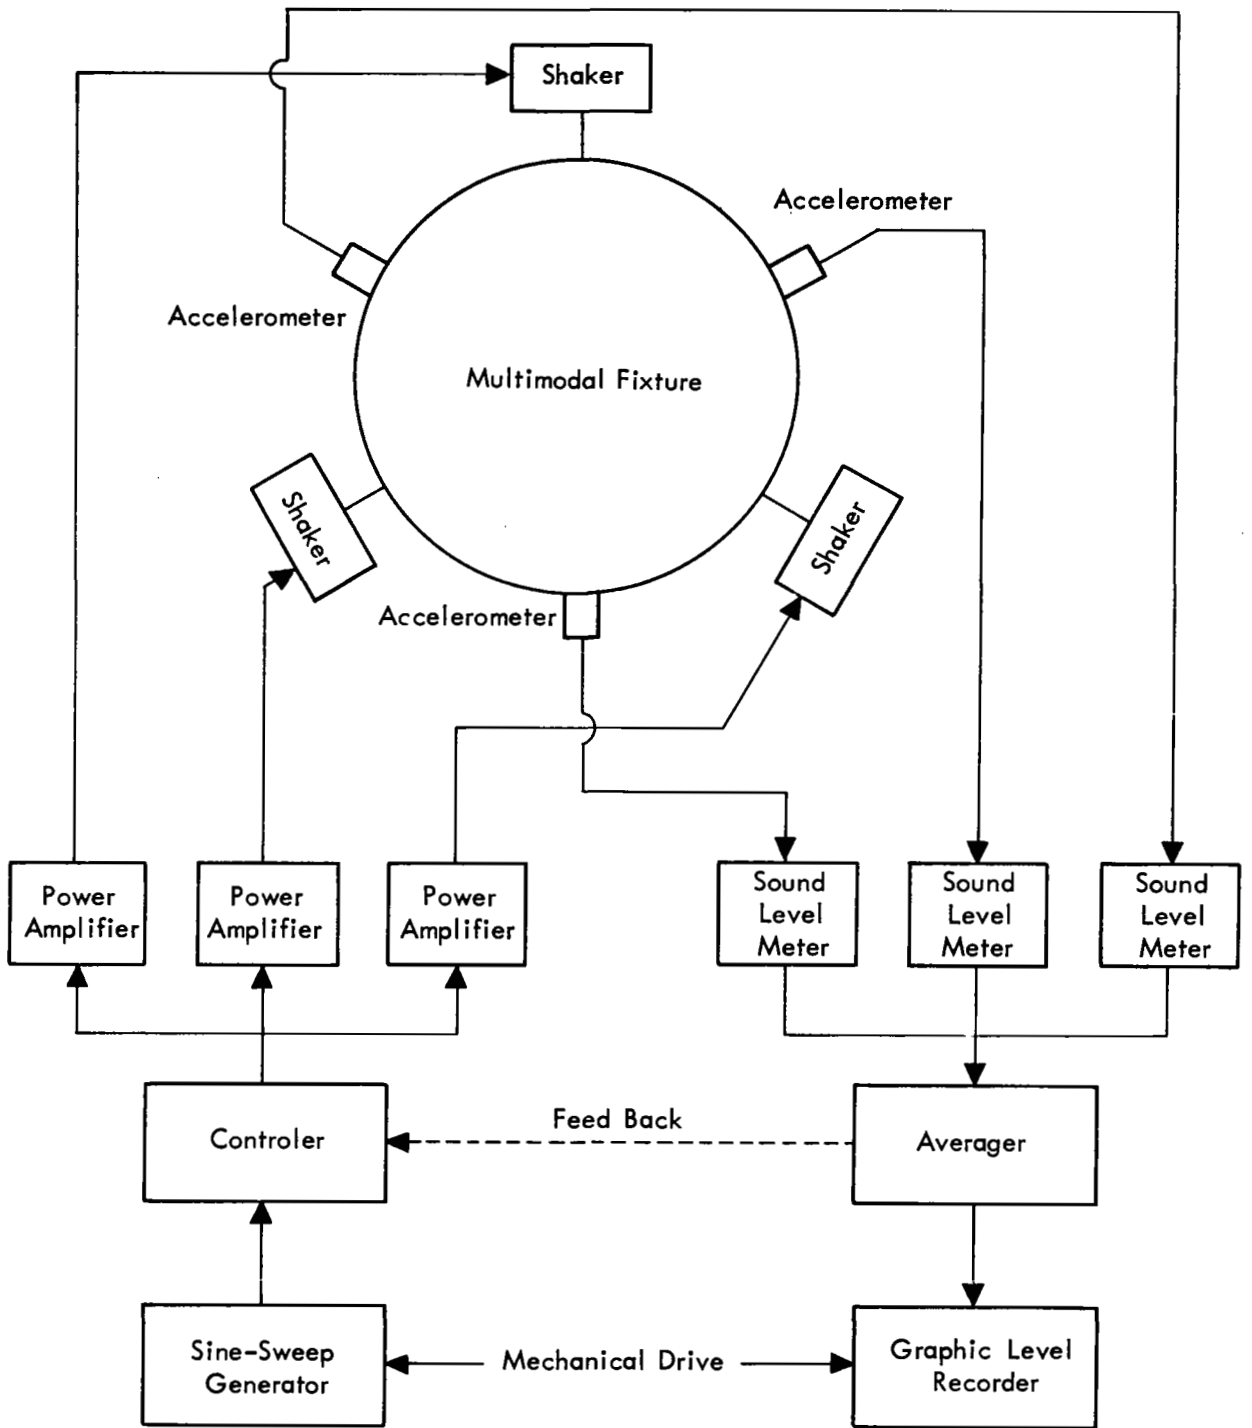 Shaker
Accelerometer
Accelerometer
Multimodal Fixture
Shaker
Shaker
Accelerometer
Power
Amplifier
Power
Amplifier
Power
Amplifier
Sound
Level
Meter
Sound
Level
Meter
Sound
Level
Meter
Controler
Feed Back
Averager
Sine-Sweep
Generator
Mechanical Drive
Graphic Level
Recorder